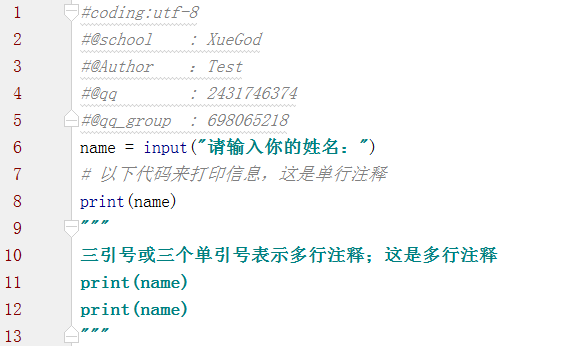 1 #coding:utf-8
2 #@school : XueGod
3 #@Author : Test
4 #@qq : 2431746374
5 #@qq_group : 698065218
6 name = input("请输入你的姓名：")
7 # 以下代码来打印信息，这是单行注释
8 print(name)
9 """
10 三引号或三个单引号表示多行注释；这是多行注释
11 print(name)
12 print(name)
13 """